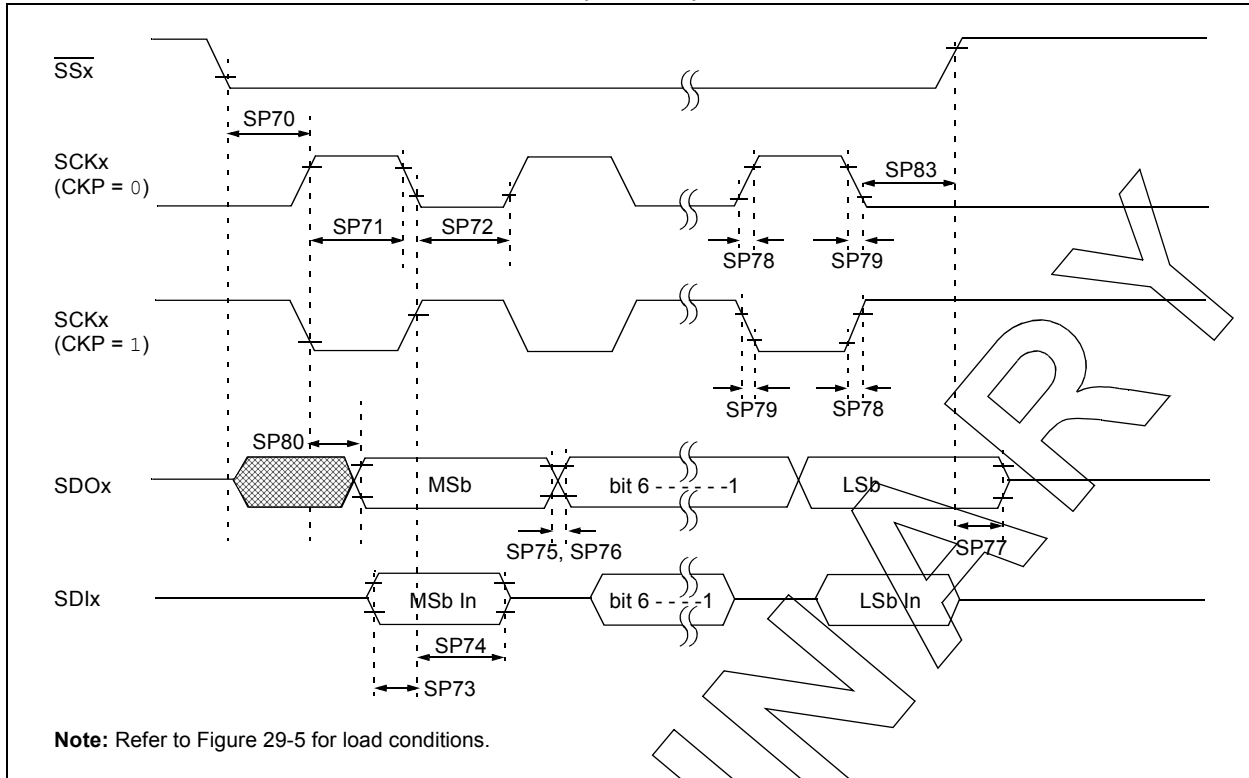 SSx
SP70
SCKx
(CKP = 0)
SP83
SP71
SP72
SP78
SP79
SCKx
(CKP = 1)
SP79
SP78
SP80
SDOx
MSb
bit 6 - - - - - -1
LSb
SP75, SP76
SP77
SDIx
MSb In
bit 6 - - - -1
LSb In
SP74
SP73
Note: Refer to Figure 29-5 for load conditions.
INARY